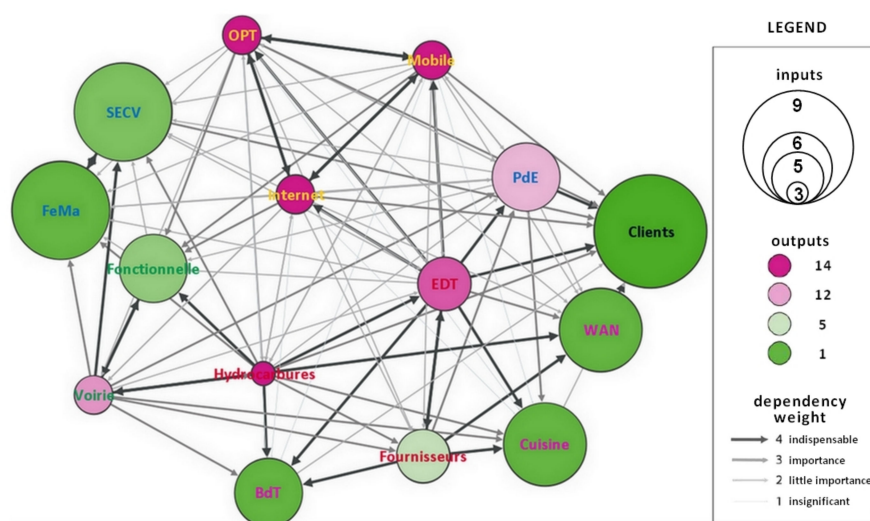 OPT
Mobile
SECV
Internet
PdE
FeMa
Clients
Fonctionnelle
EDT
WAN
Hydrocarbures
Voirie
Cuisine
Fournisseurs
BdT
LEGEND
inputs
9
6
5
3
outputs
14
12
5
1
dependency
weight
4 indispensable
3 importance
2 little importance
1 insignificant